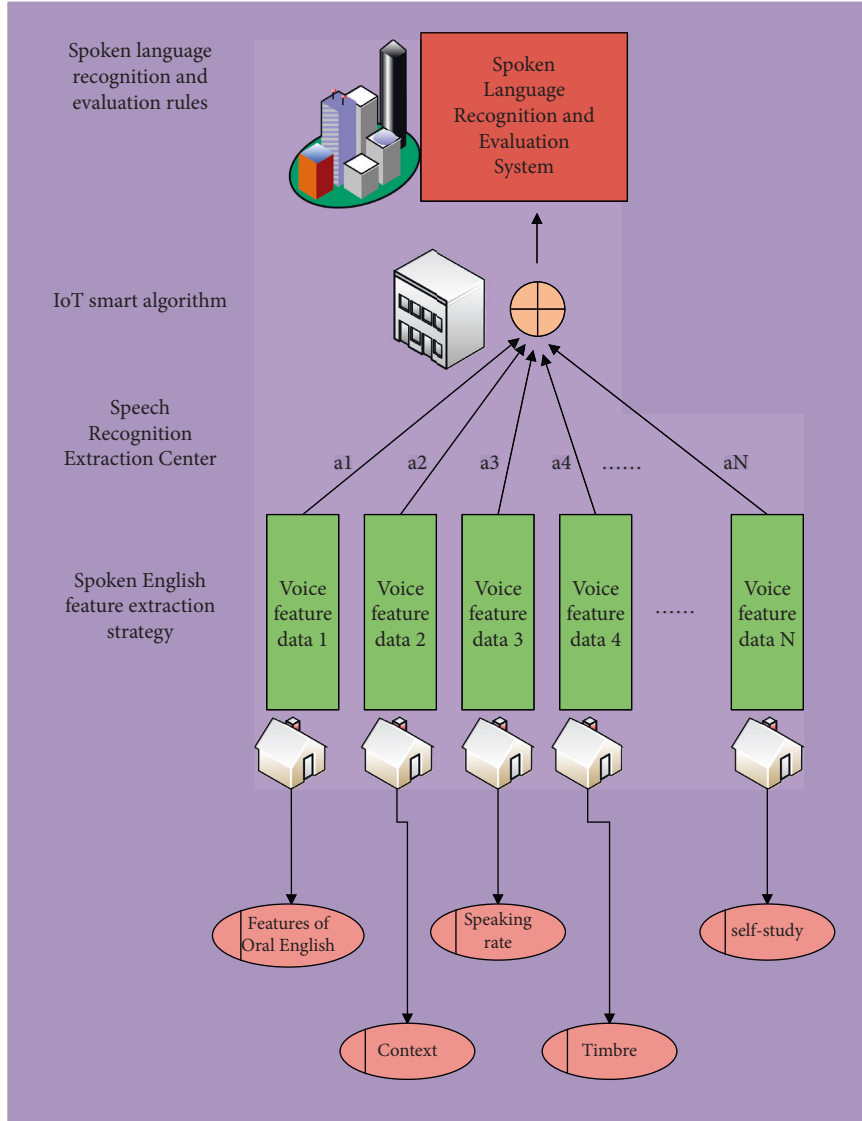 Spoken language
recognition and
evaluation rules
Spoken
Language
Recognition and
Evaluation
System
IoT smart algorithm
Speech
Recognition
Extraction Center
a1
a2
a3
a4
......
aN
Spoken English
feature extraction
strategy
Voice
feature
data 1
Voice
feature
data 2
Voice
feature
data 3
Voice
feature
data 4
......
Voice
feature
data N
Features of
Oral English
Speaking
rate
self-study
Context
Timbre